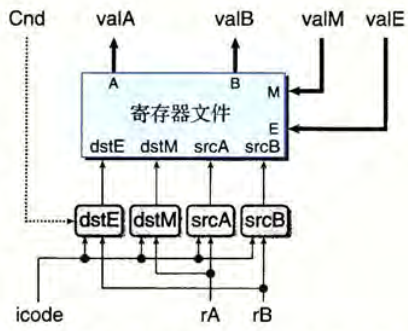 Cnd valA valB valM valE
A B M
寄存器文件
E
dstE dstM srcA srcB
dstE dstM srcA srcB
icode rA rB